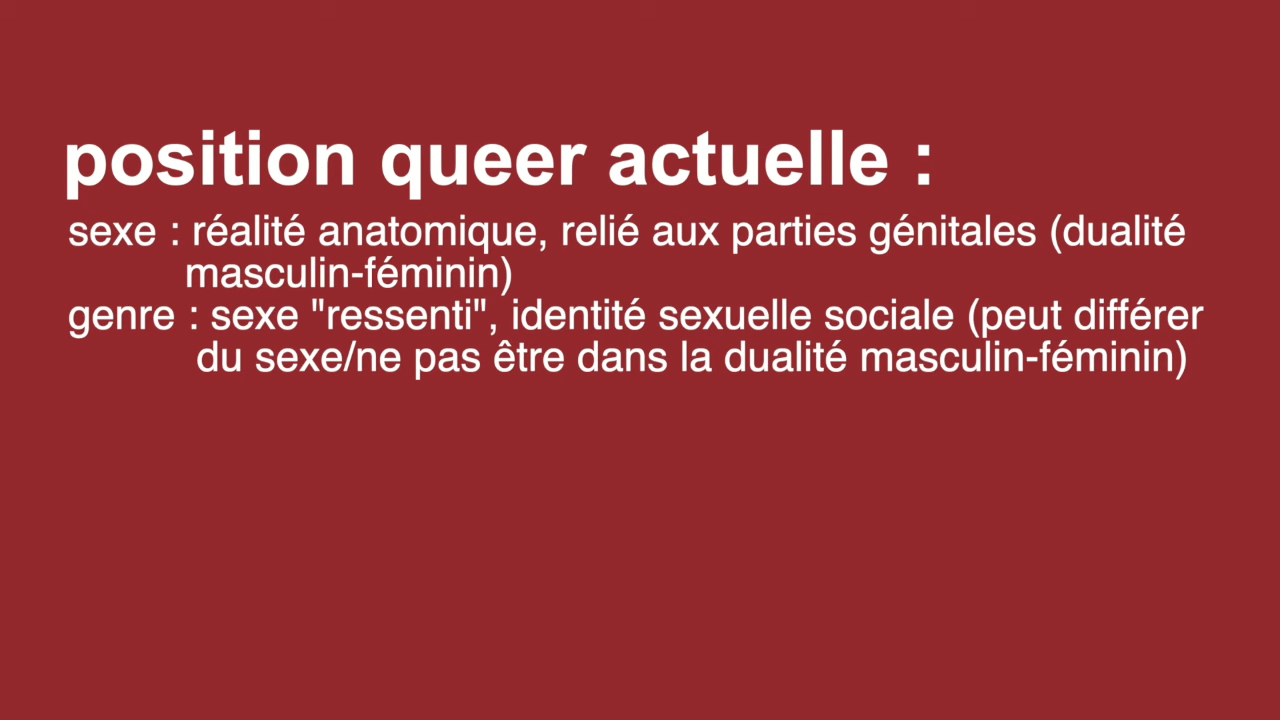 position queer actuelle :
sexe : réalité anatomique, relié aux parties génitales (dualité
masculin-féminin)
genre : sexe "ressenti", identité sexuelle sociale (peut différer
du sexe/ne pas être dans la dualité masculin-féminin)